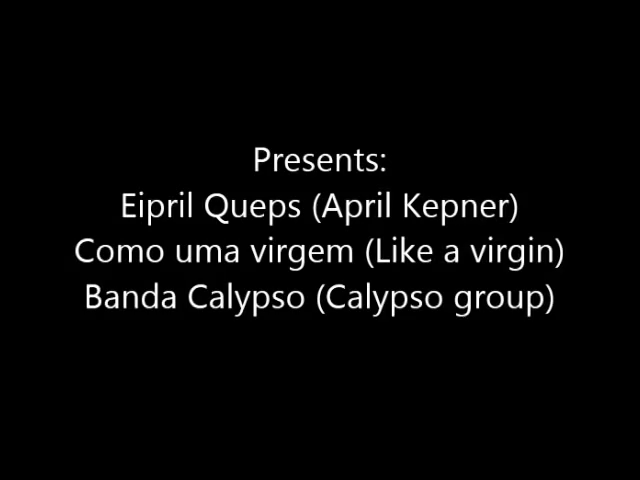 Presents:
Eipril Queps (April Kepner)
Como uma virgem (Like a virgin)
Banda Calypso (Calypso group)